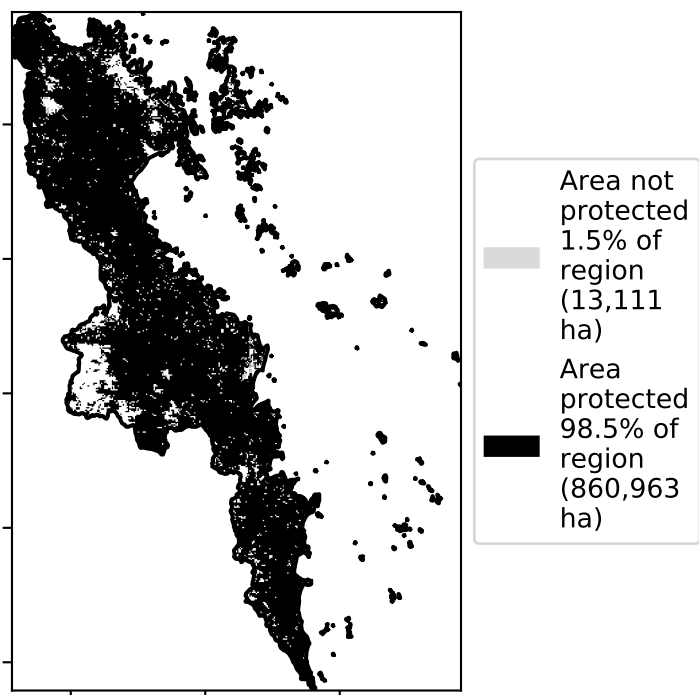 Area not
protected
1.5% of
region
(13,111
ha)
Area
protected
98.5% of
region
(860,963
ha)